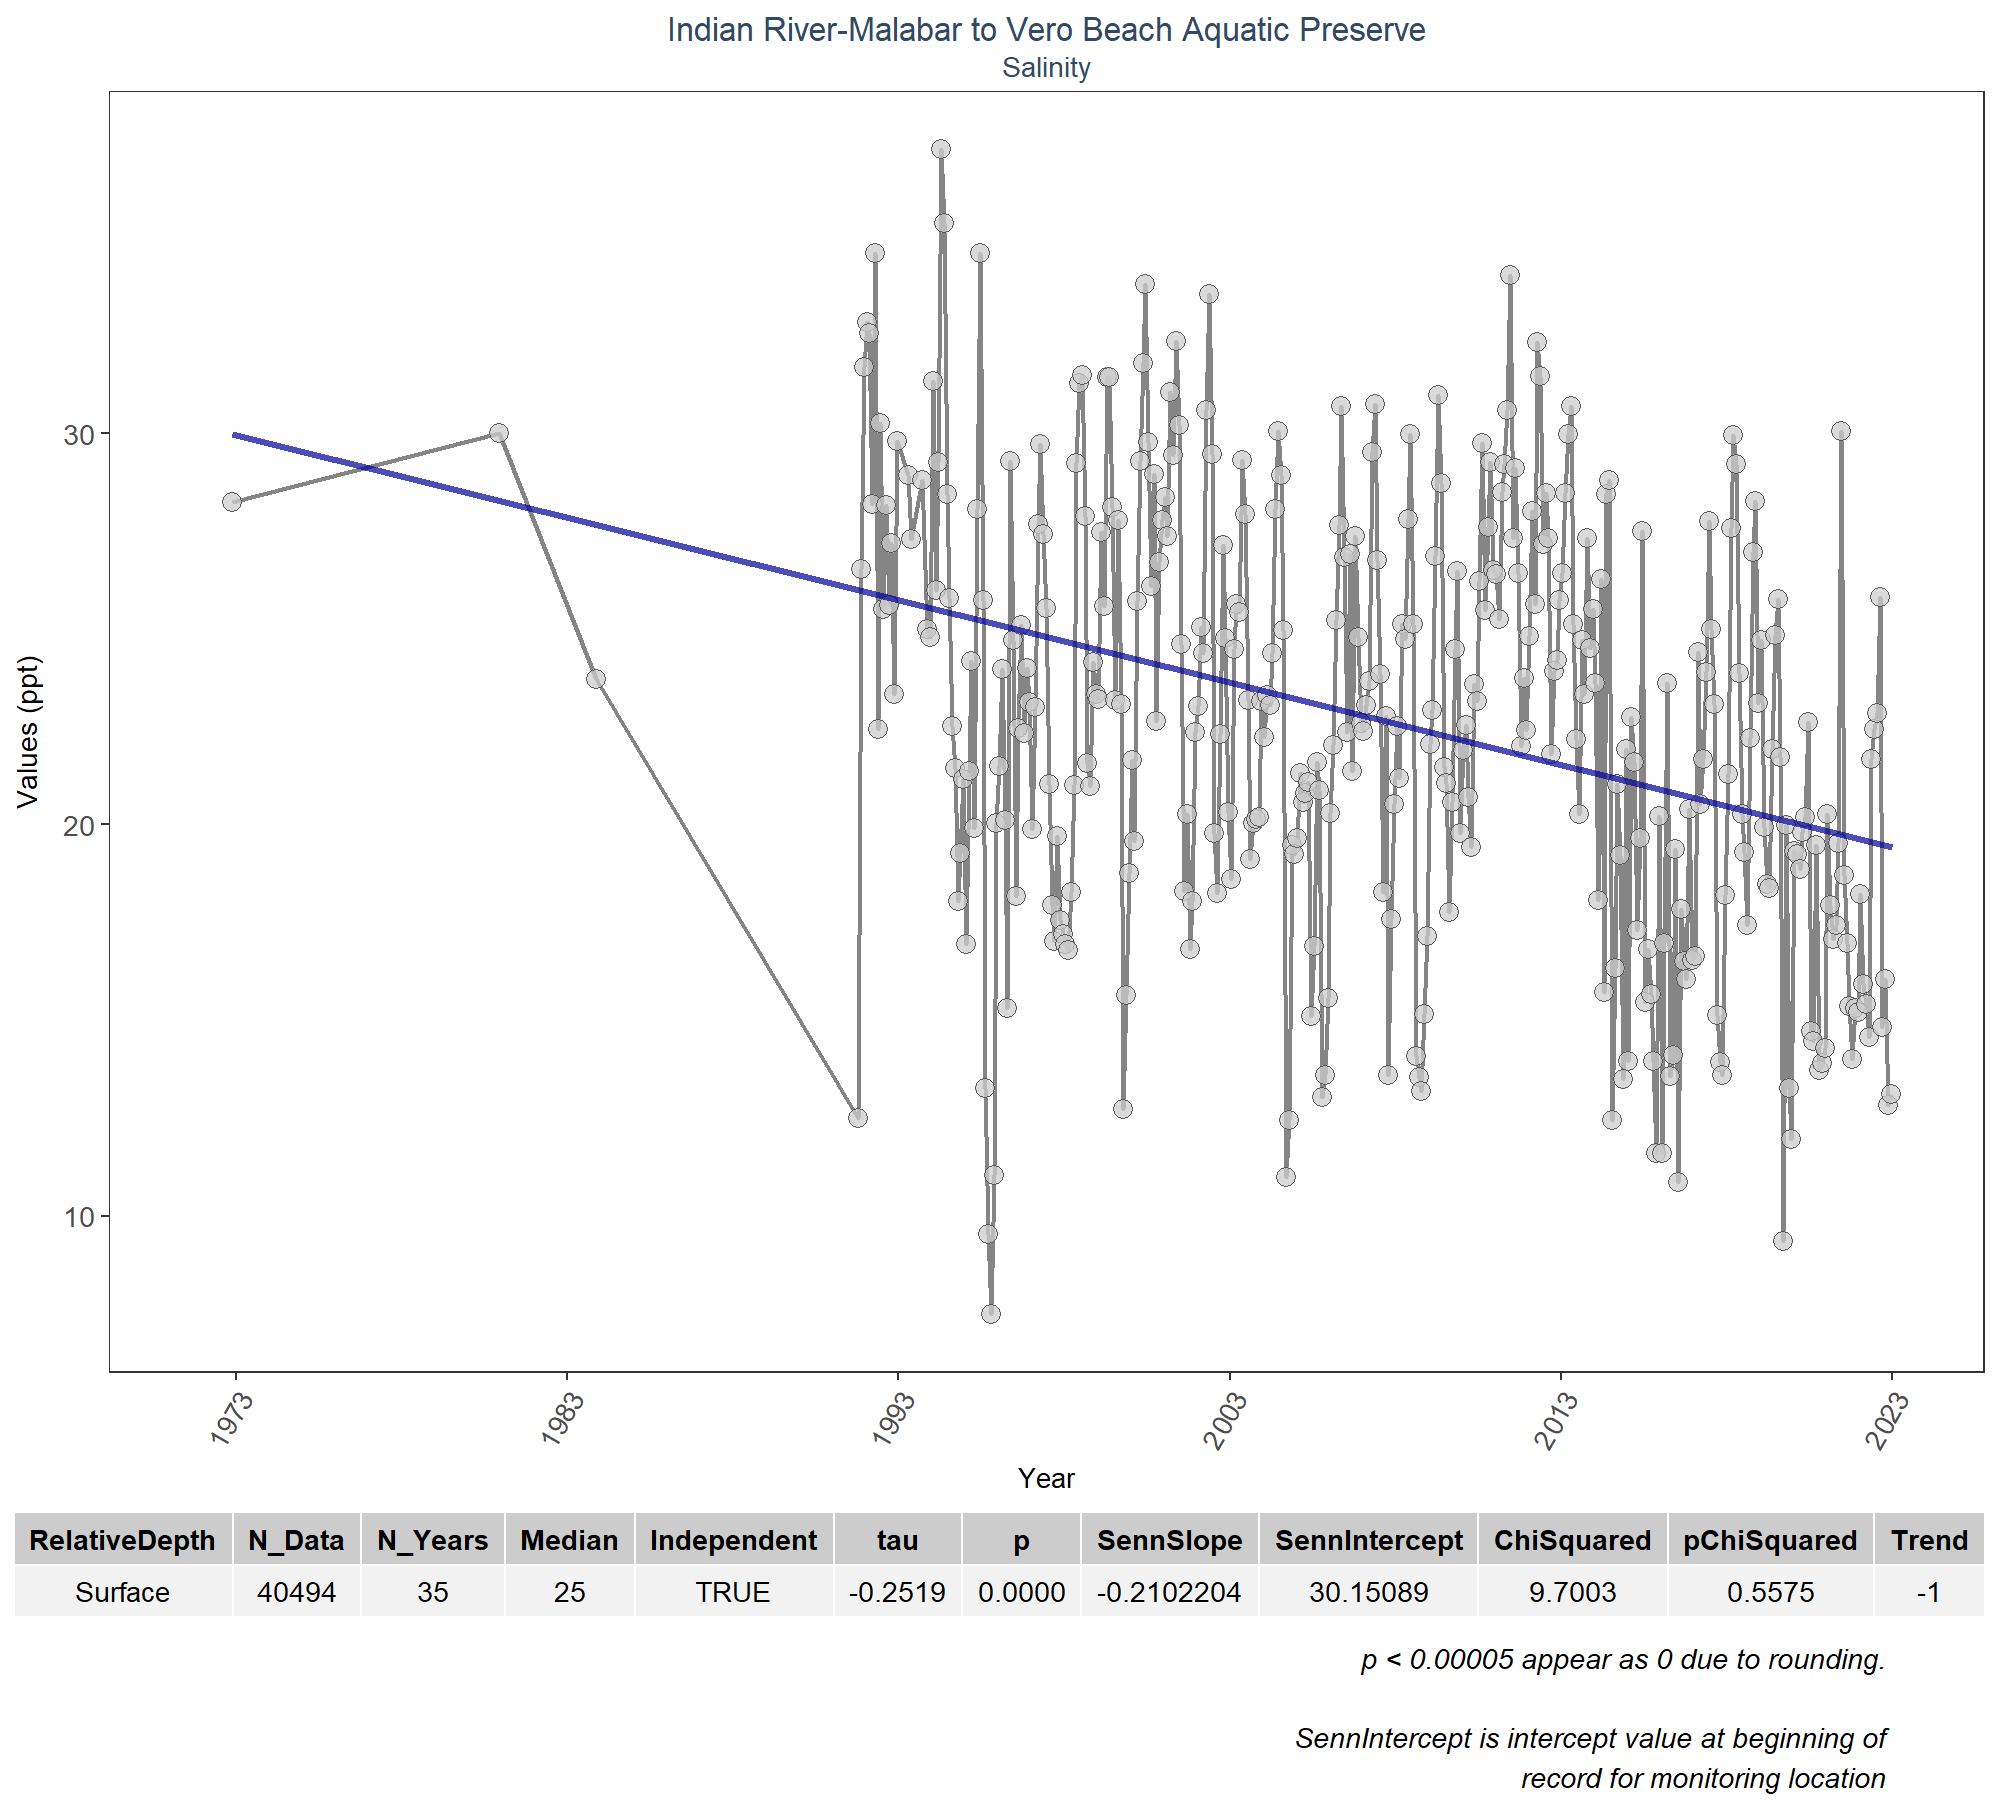 Indian River-Malabar to Vero Beach Aquatic Preserve
Salinity
Values (ppt)
30
20
10
1973 1983 1993 2003 2013 2023
Year
RelativeDepth N_Data N_Years Median Independent tau p SennSlope SennIntercept ChiSquared pChiSquared Trend
Surface 40494 35 25 TRUE -0.2519 0.0000 -0.2102204 30.15089 9.7003 0.5575 -1
p < 0.00005 appear as 0 due to rounding.
SennIntercept is intercept value at beginning of
record for monitoring location